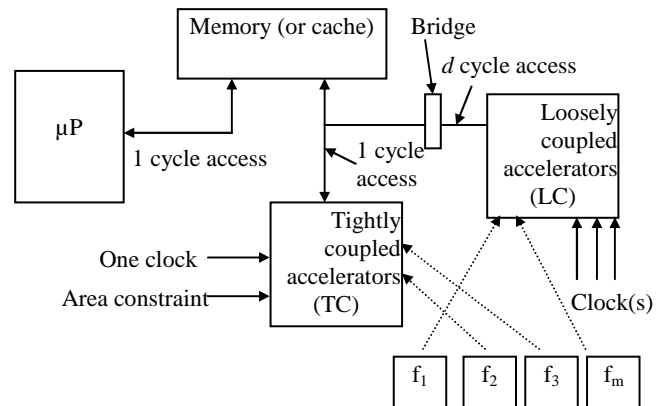 Memory (or cache)
Bridge
d cycle access
µP
1 cycle access
1 cycle
access
Loosely
coupled
accelerators
(LC)
Tightly
coupled
accelerators
(TC)
One clock
Area constraint
Clock(s)
f1
f2
f3
fm